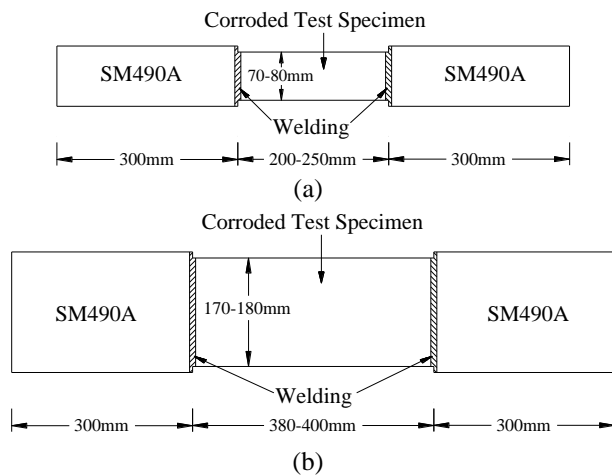 Corroded Test Specimen
SM490A
70-80mm
SM490A
Welding
300mm
200-250mm
300mm
(a)
Corroded Test Specimen
170-180mm
SM490A
SM490A
Welding
300mm
380-400mm
300mm
(b)